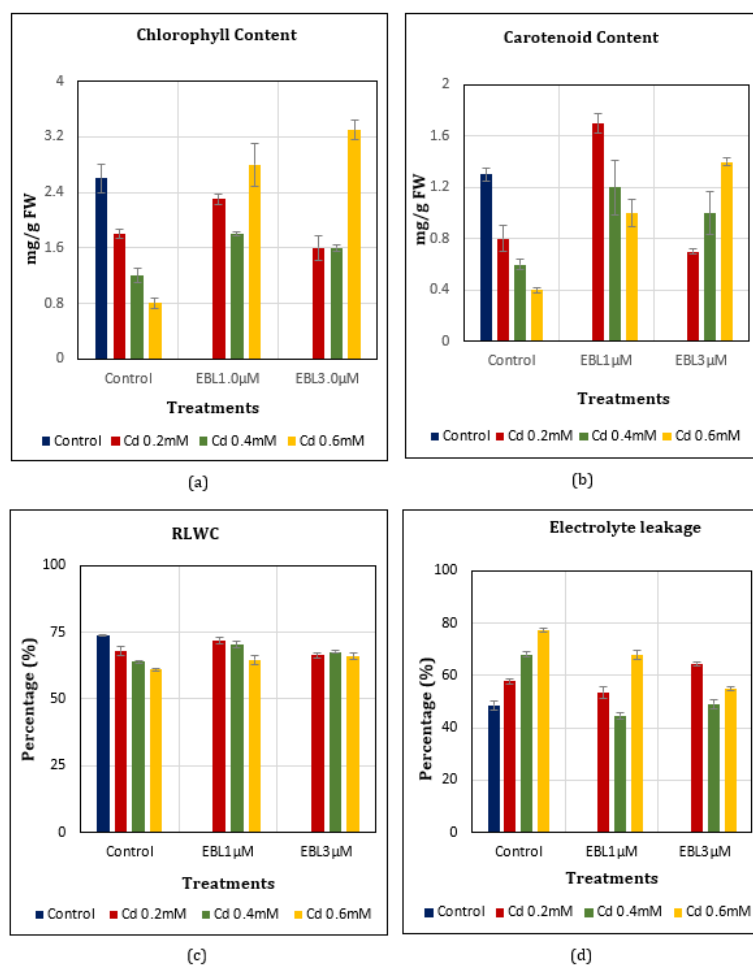 Chlorophyll Content
4
3.2
2.4
1.6
0.8
0
mg/g FW
Control EBL1.0µM EBL3.0µM
Treatments
Control Cd 0.2mM Cd 0.4mM Cd 0.6mM
(a)
Carotenoid Content
2
1.6
1.2
0.8
0.4
0
mg/g FW
Control EBL1µM EBL3µM
Treatments
Control Cd 0.2mM Cd 0.4mM Cd 0.6mM
(b)
RLWC
100
75
50
25
0
Percentage (%)
Control EBL1µM EBL3µM
Treatments
Control Cd 0.2mM Cd 0.4mM Cd 0.6mM
(c)
Electrolyte leakage
100
80
60
40
20
0
Percentage (%)
Control EBL1µM EBL3µM
Treatments
Control Cd 0.2mM Cd 0.4mM Cd 0.6mM
(d)